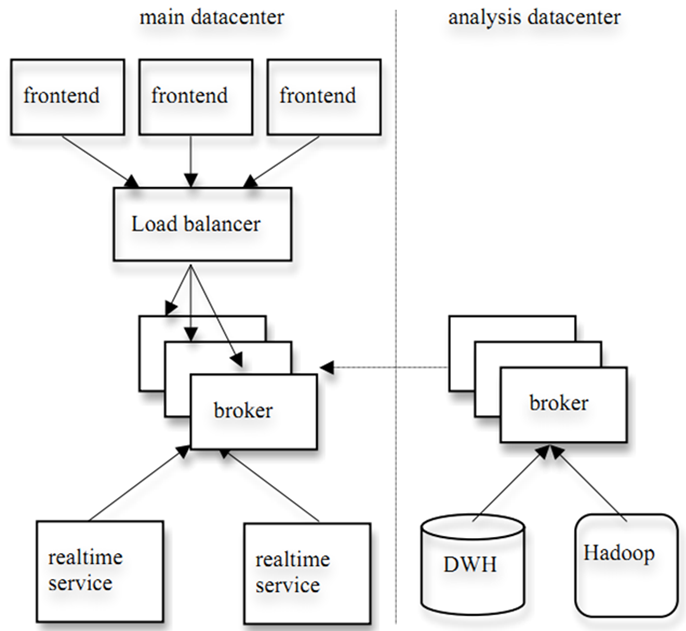 main datacenter
analysis datacenter
frontend
frontend
frontend
Load balancer
broker
broker
realtime
service
realtime
service
DWH
Hadoop